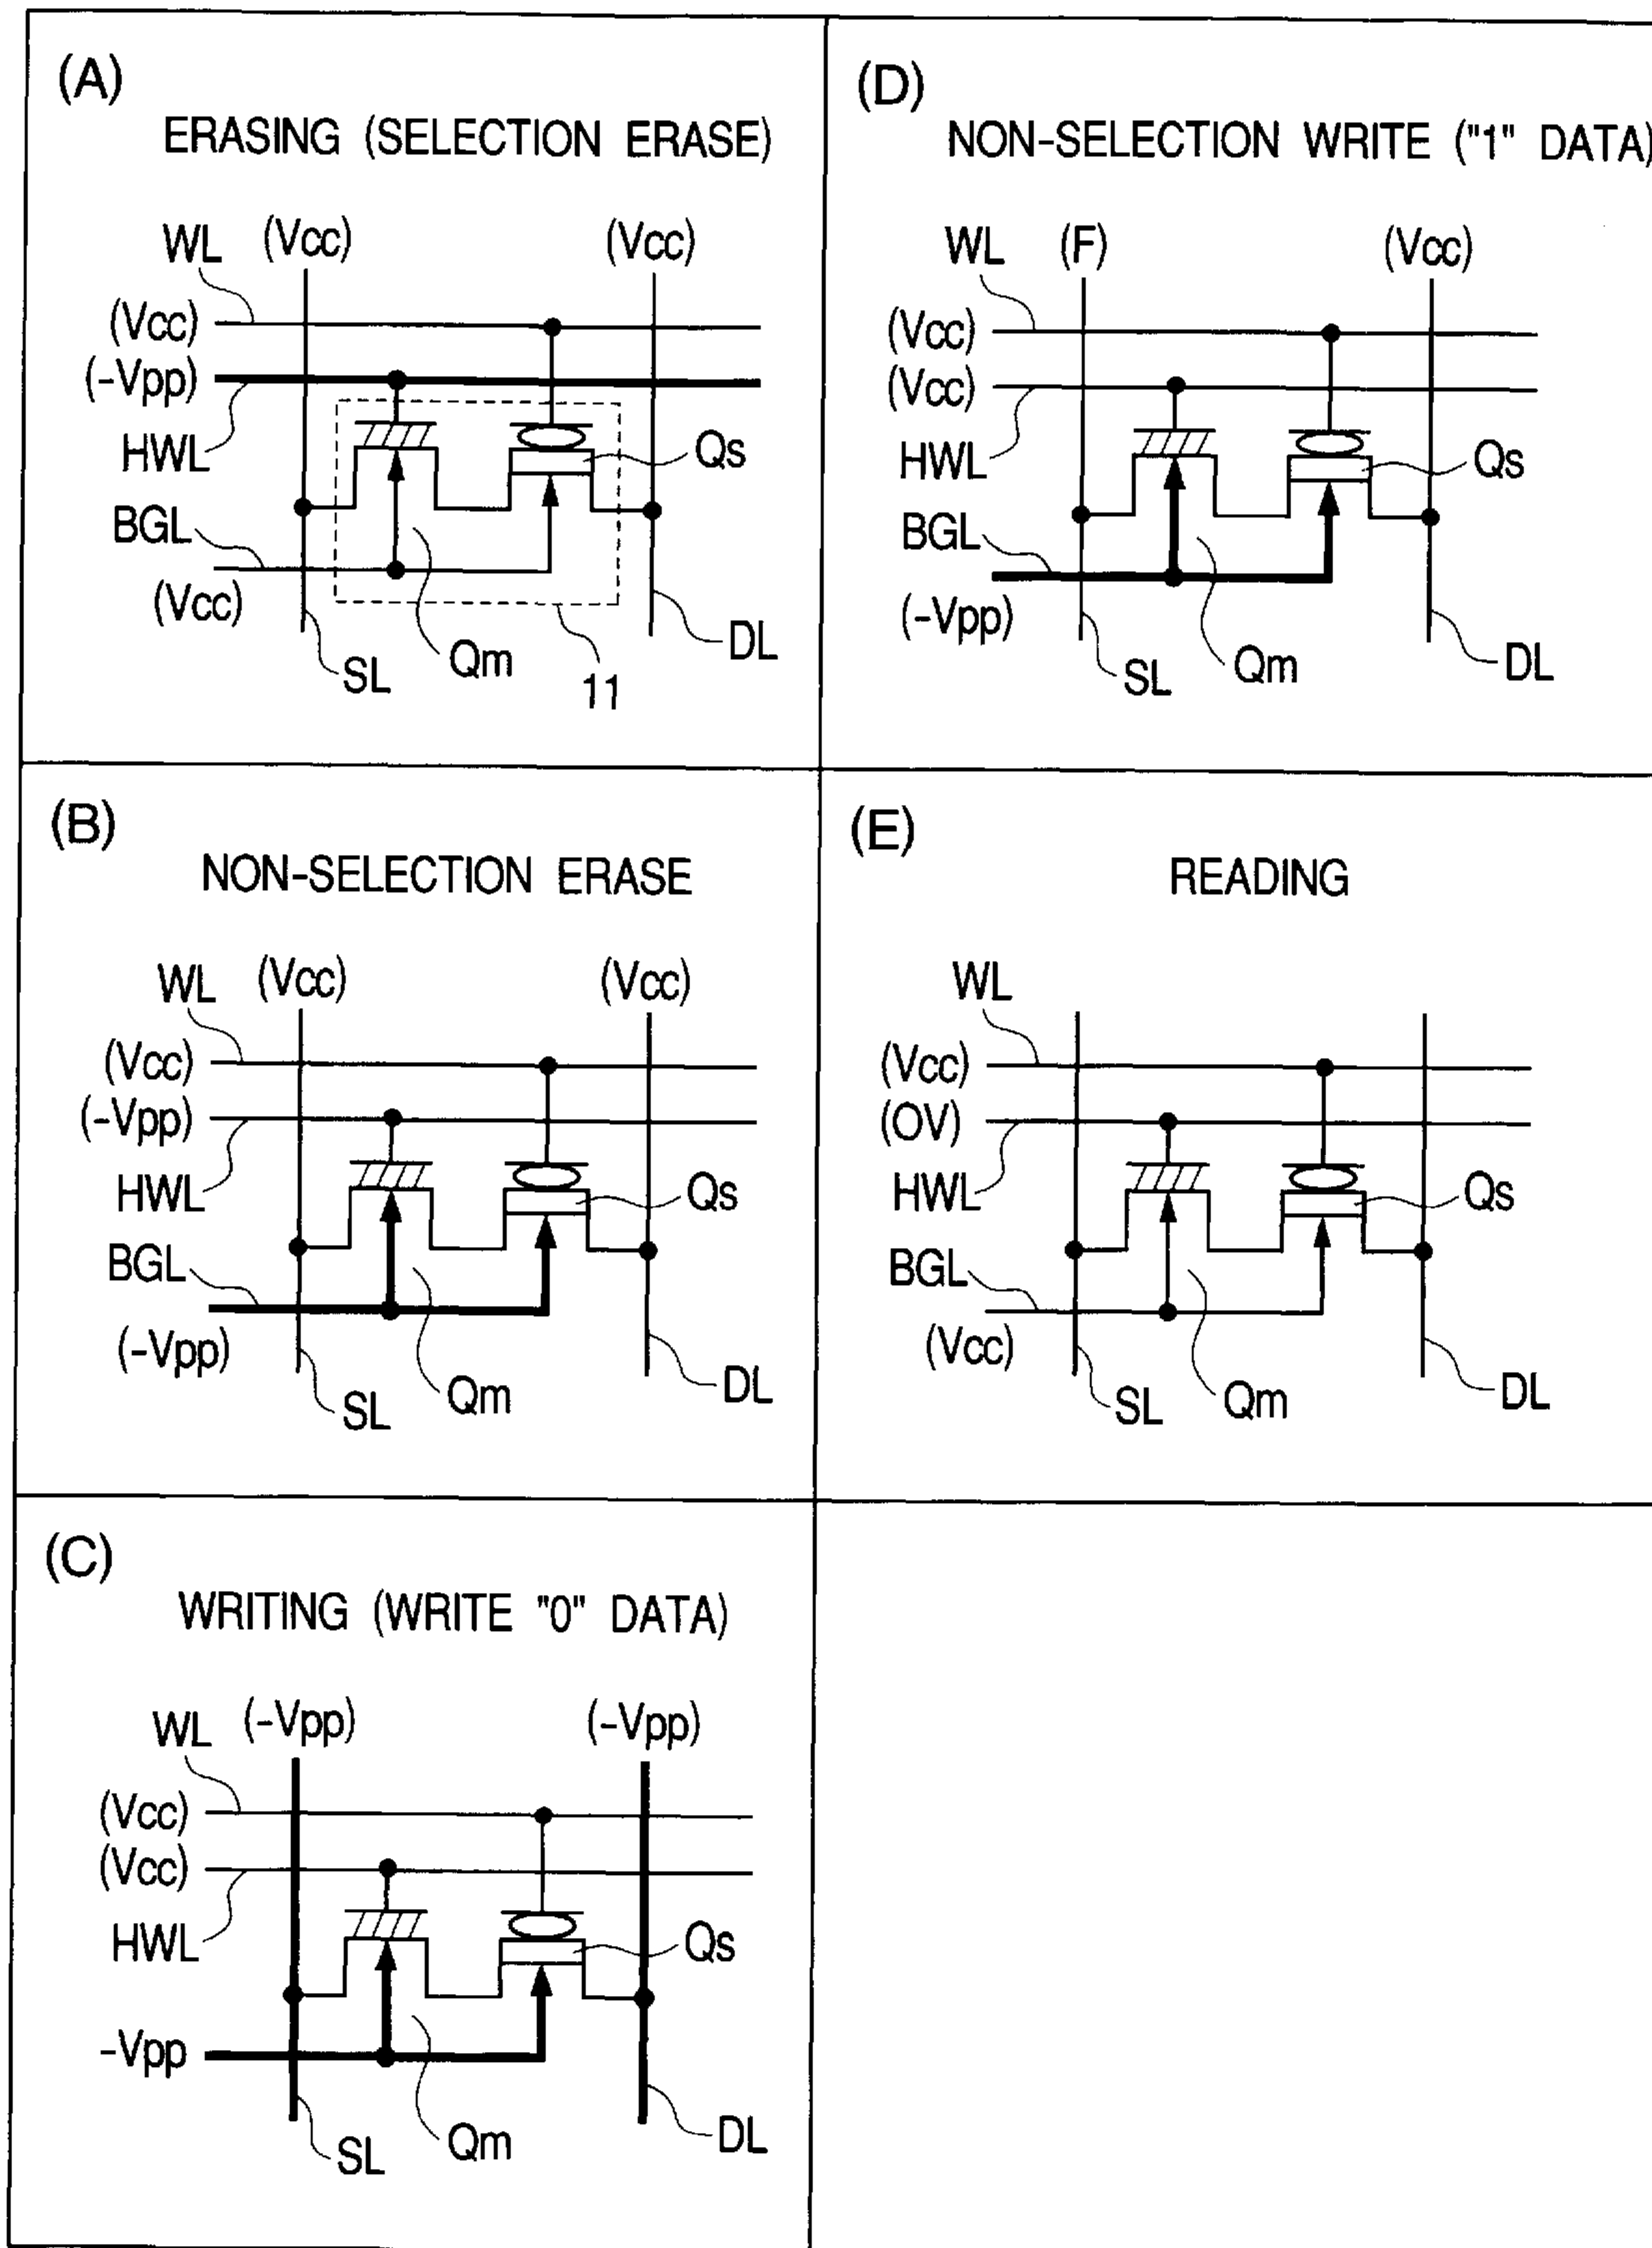 (A)
ERASING (SELECTION ERASE)
WL (Vcc) (Vcc)
(Vcc)
(-Vpp)
HWL Qs
BGL
(Vcc)
SL Qm 11 DL
(B)
NON-SELECTION ERASE
WL (Vcc) (Vcc)
(Vcc)
(-Vpp)
HWL Qs
BGL
(-Vpp)
SL Qm DL
(C)
WRITING (WRITE "0" DATA)
WL (-Vpp) (-Vpp)
(Vcc)
(Vcc)
HWL Qs
-Vpp
SL Qm DL
(D)
NON-SELECTION WRITE ("1" DATA)
WL (F) (Vcc)
(Vcc)
(Vcc)
HWL Qs
BGL
(-Vpp)
SL Qm DL
(E)
READING
WL
(Vcc)
(0V)
HWL Qs
BGL
(Vcc)
SL Qm DL